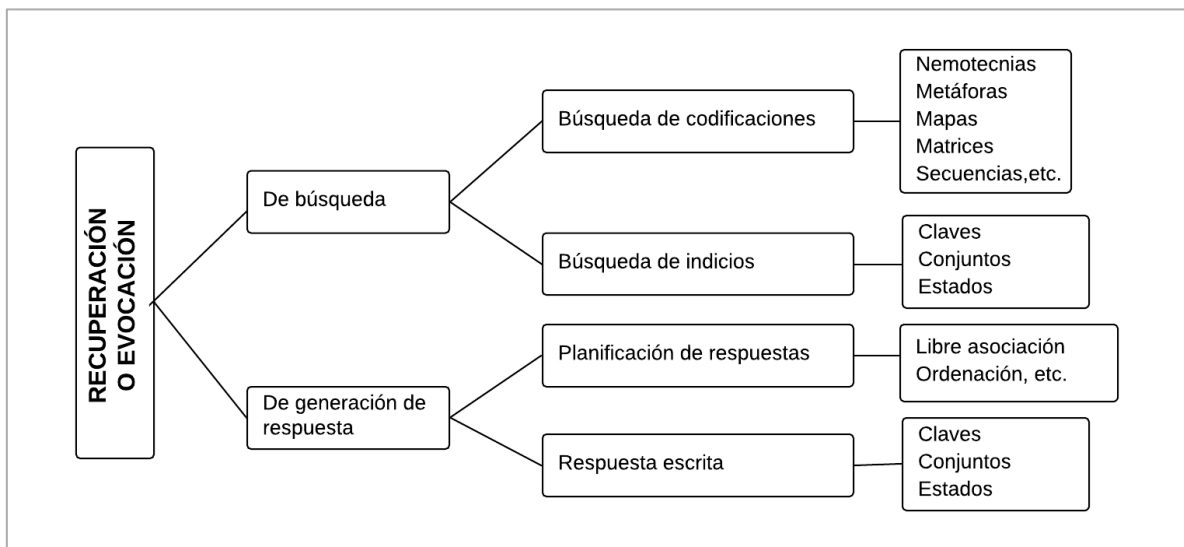 RECUPERACIÓN
O EVOCACIÓN
De búsqueda
Búsqueda de codificaciones
Nemotecnias
Metáforas
Mapas
Matrices
Secuencias,etc.
Búsqueda de indicios
Claves
Conjuntos
Estados
De generación de
respuesta
Planificación de respuestas
Libre asociación
Ordenación, etc.
Respuesta escrita
Claves
Conjuntos
Estados